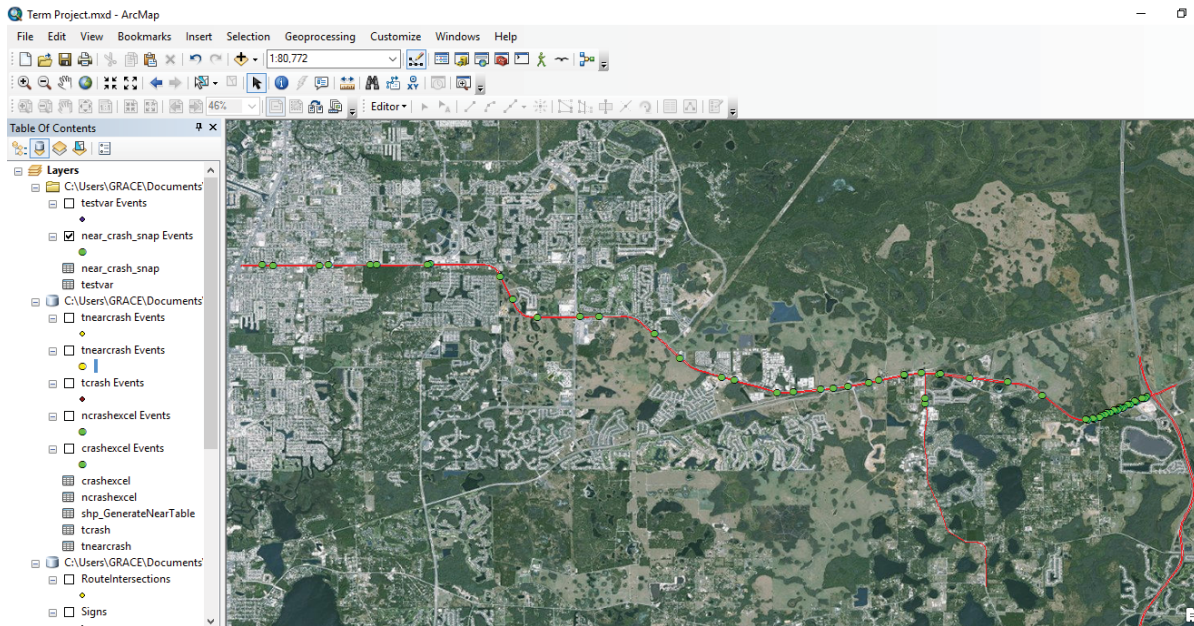 Term Project.mxd - ArcMap
File Edit View Bookmarks Insert Selection Geoprocessing Customize Windows Help
1:80,772
46% Editor
Table Of Contents
Layers
C:\Users\GRACE\Documents\
testvar Events
near_crash_snap Events
near_crash_snap
testvar
C:\Users\GRACE\Documents\
tnearcrash Events
tnearcrash Events
tcrash Events
ncrashexcel Events
crashexcel Events
crashexcel
ncrashexcel
shp_GenerateNearTable
tcrash
tnearcrash
C:\Users\GRACE\Documents\
RouteIntersections
Signs